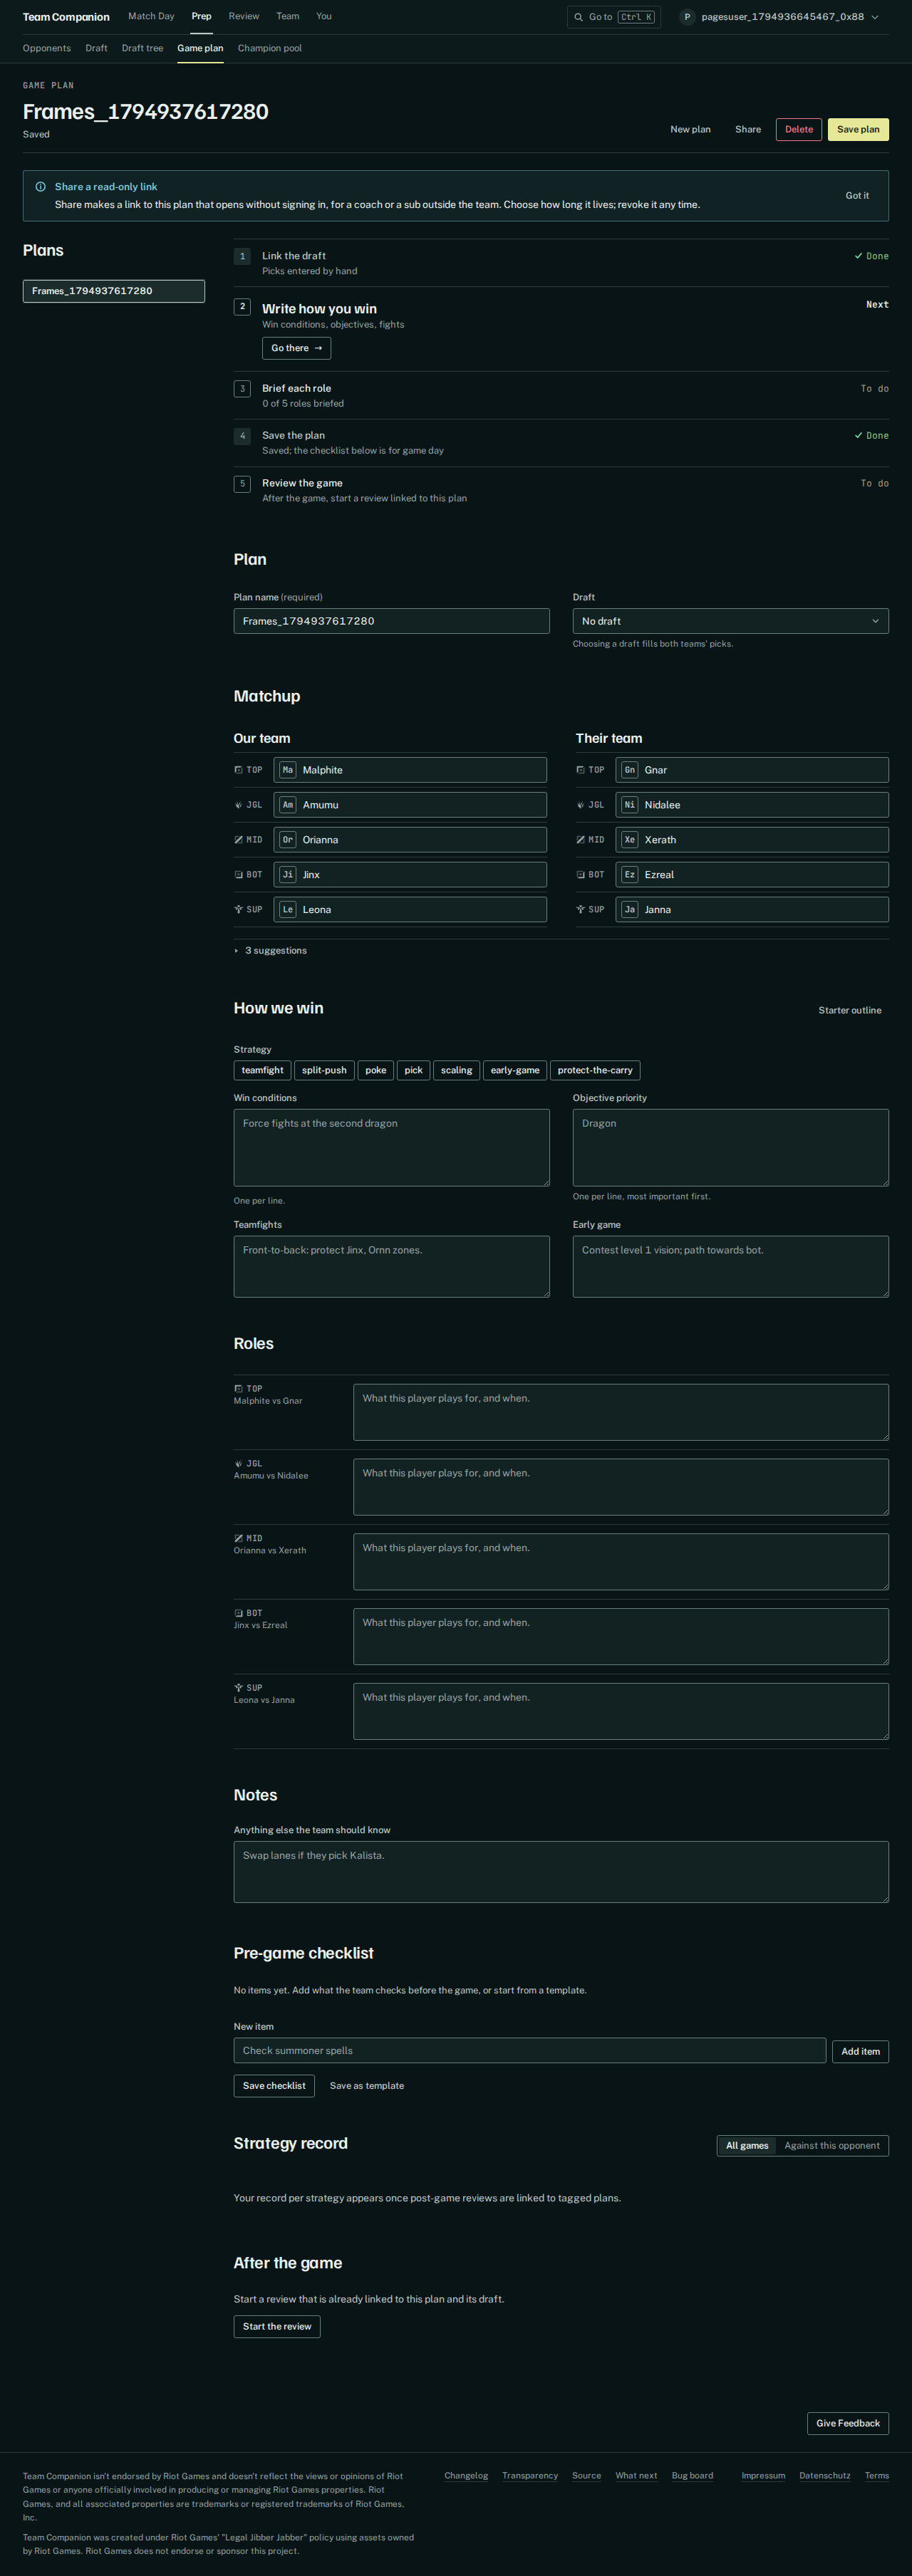 Team Companion Match Day Prep Review Team You Go to Ctrl K P pagesuser_1794936645467_0x88
Opponents Draft Draft tree Game plan Champion pool
GAME PLAN
Frames_1794937617280
Saved
New plan Share Delete Save plan
Share a read-only link
Share makes a link to this plan that opens without signing in, for a coach or a sub outside the team. Choose how long it lives; revoke it any time.
Got it
Plans
Frames_1794937617280
1 Link the draft Done
Picks entered by hand
2 Write how you win Next
Win conditions, objectives, fights
Go there →
3 Brief each role To do
0 of 5 roles briefed
4 Save the plan Done
Saved; the checklist below is for game day
5 Review the game To do
After the game, start a review linked to this plan
Plan
Plan name (required)
Frames_1794937617280
Draft
No draft
Choosing a draft fills both teams' picks.
Matchup
Our team
TOP Ma Malphite
JGL Am Amumu
MID Or Orianna
BOT Ji Jinx
SUP Le Leona
Their team
TOP Gn Gnar
JGL Ni Nidalee
MID Xe Xerath
BOT Ez Ezreal
SUP Ja Janna
3 suggestions
How we win
Starter outline
Strategy
teamfight split-push poke pick scaling early-game protect-the-carry
Win conditions
Force fights at the second dragon
One per line.
Objective priority
Dragon
One per line, most important first.
Teamfights
Front-to-back: protect Jinx, Ornn zones.
Early game
Contest level 1 vision; path towards bot.
Roles
TOP
Malphite vs Gnar
What this player plays for, and when.
JGL
Amumu vs Nidalee
What this player plays for, and when.
MID
Orianna vs Xerath
What this player plays for, and when.
BOT
Jinx vs Ezreal
What this player plays for, and when.
SUP
Leona vs Janna
What this player plays for, and when.
Notes
Anything else the team should know
Swap lanes if they pick Kalista.
Pre-game checklist
No items yet. Add what the team checks before the game, or start from a template.
New item
Check summoner spells
Add item
Save checklist Save as template
Strategy record
All games Against this opponent
Your record per strategy appears once post-game reviews are linked to tagged plans.
After the game
Start a review that is already linked to this plan and its draft.
Start the review
Give Feedback
Team Companion isn't endorsed by Riot Games and doesn't reflect the views or opinions of Riot
Games or anyone officially involved in producing or managing Riot Games properties. Riot
Games, and all associated properties are trademarks or registered trademarks of Riot Games,
Inc.
Team Companion was created under Riot Games' "Legal Jibber Jabber" policy using assets owned
by Riot Games. Riot Games does not endorse or sponsor this project.
Changelog Transparency Source What next Bug board Impressum Datenschutz Terms